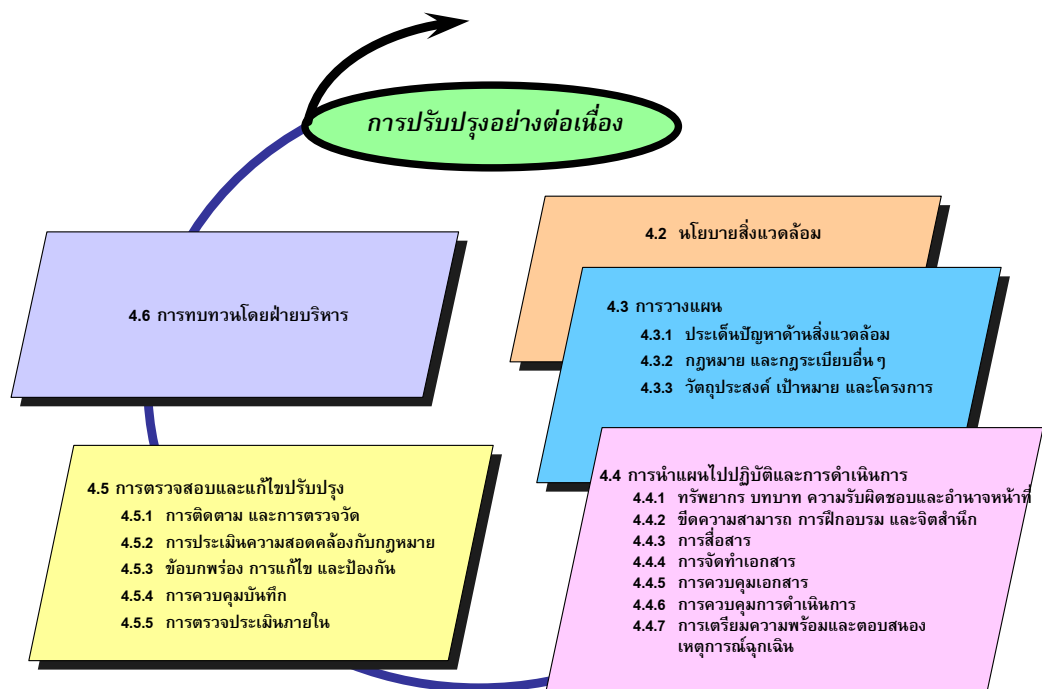 การปรับปรุงอย่างต่อเนื่อง
4.2 นโยบายสิ่งแวดล้อม
4.3 การวางแผน
4.3.1 ประเด็นปัญหาด้านสิ่งแวดล้อม
4.3.2 กฎหมาย และกฎระเบียบอื่น ๆ
4.3.3 วัตถุประสงค์ เป้าหมาย และโครงการ
4.4 การนำแผนไปปฏิบัติและการดำเนินการ
4.4.1 ทรัพยากร บทบาท ความรับผิดชอบและอำนาจหน้าที่
4.4.2 ขีดความสามารถ การฝึกอบรม และจิตสำนึก
4.4.3 การสื่อสาร
4.4.4 การจัดทำเอกสาร
4.4.5 การควบคุมเอกสาร
4.4.6 การควบคุมการดำเนินการ
4.4.7 การเตรียมความพร้อมและตอบสนอง
เหตุการณ์ฉุกเฉิน
4.5 การตรวจสอบและแก้ไขปรับปรุง
4.5.1 การติดตาม และการตรวจวัด
4.5.2 การประเมินความสอดคล้องกับกฎหมาย
4.5.3 ข้อบกพร่อง การแก้ไข และป้องกัน
4.5.4 การควบคุมบันทึก
4.5.5 การตรวจประเมินภายใน
4.6 การทบทวนโดยฝ่ายบริหาร